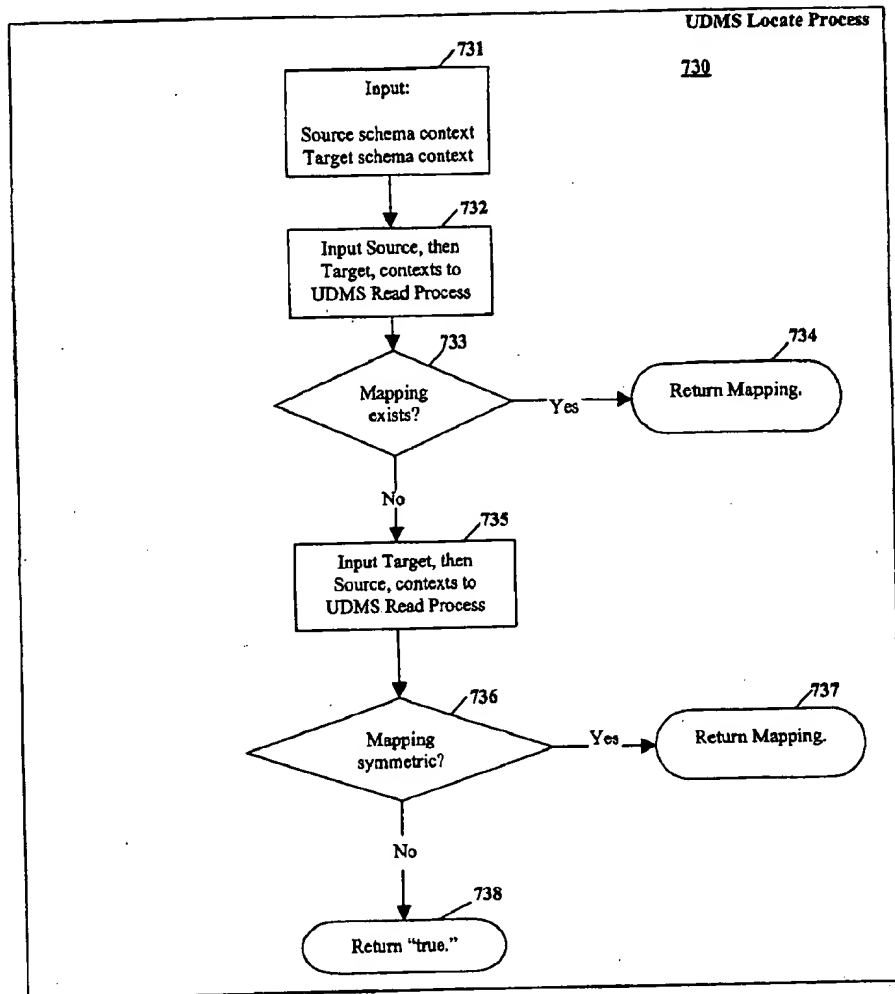 UDMS Locate Process
730
731
Input:
Source schema context
Target schema context
732
Input Source, then
Target, contexts to
UDMS Read Process
733
Mapping
exists?
Yes
734
Return Mapping.
No
735
Input Target, then
Source, contexts to
UDMS Read Process
736
Mapping
symmetric?
Yes
737
Return Mapping.
No
738
Return “true.”